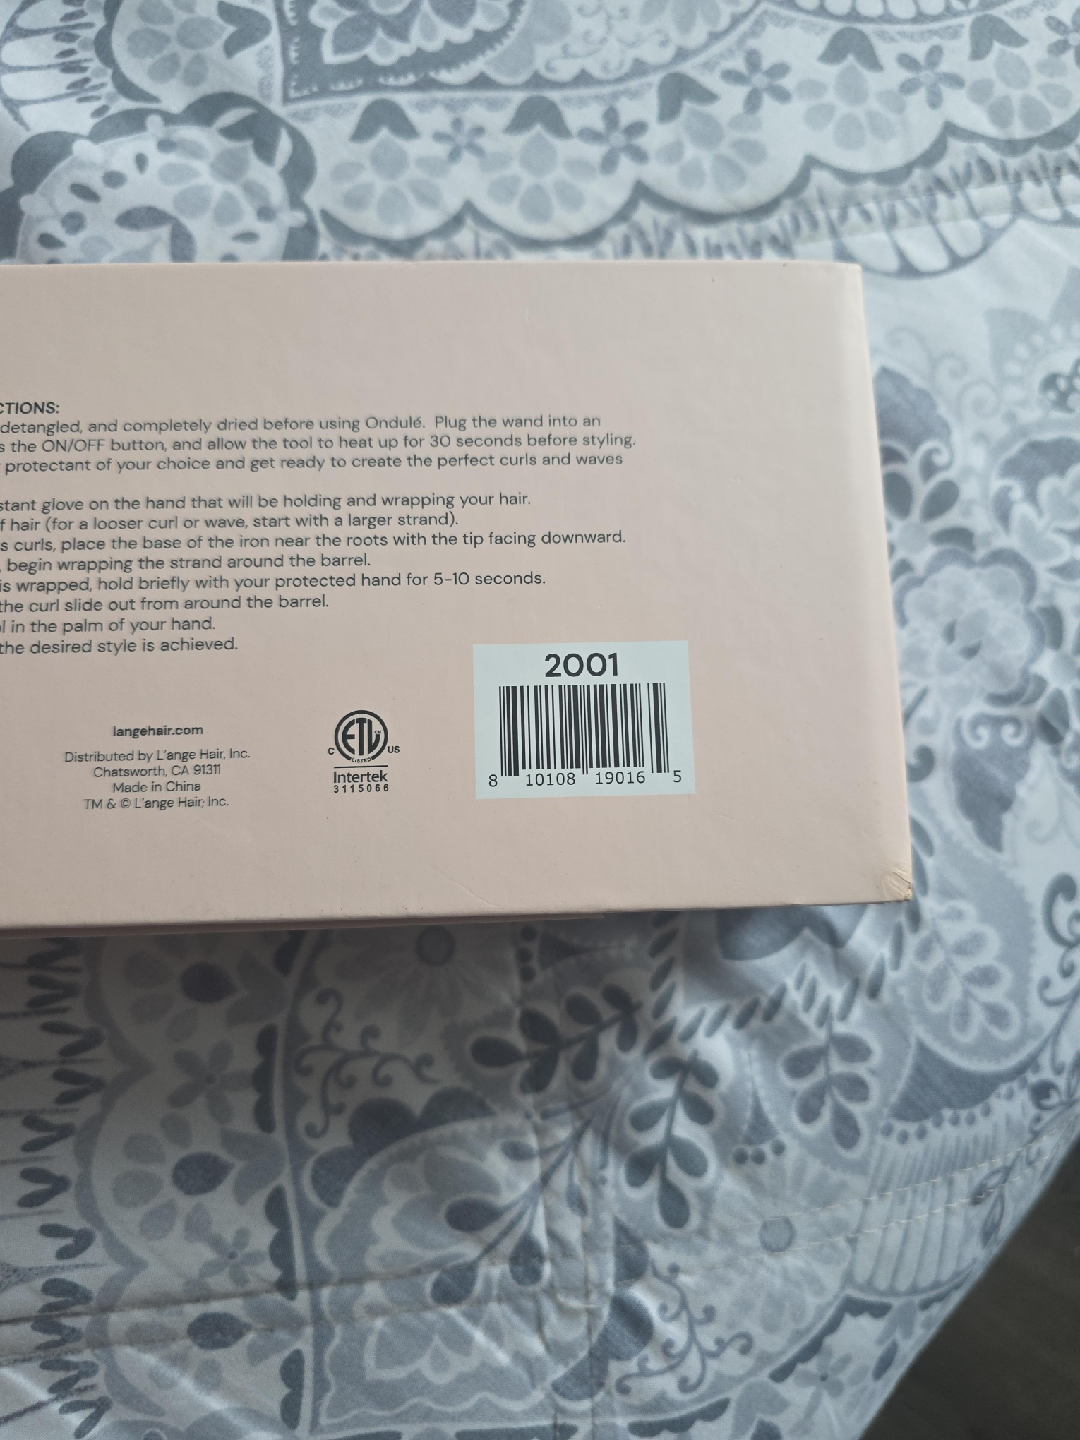 CTIONS:
detangled, and completely dried before using Ondulé. Plug the wand into an
s the ON/OFF button, and allow the tool to heat up for 30 seconds before styling.
protectant of your choice and get ready to create the perfect curls and waves
stant glove on the hand that will be holding and wrapping your hair.
f hair (for a looser curl or wave, start with a larger strand).
s curls, place the base of the iron near the roots with the tip facing downward.
, begin wrapping the strand around the barrel.
is wrapped, hold briefly with your protected hand for 5-10 seconds.
the curl slide out from around the barrel.
l in the palm of your hand.
the desired style is achieved.
langehair.com
Distributed by L'ange Hair, Inc.
Chatsworth, CA 91311
Made in China
TM & © L'ange Hair, Inc.
C ETL US
LISTED
Intertek
3115066
2001
8 10108 19016 5